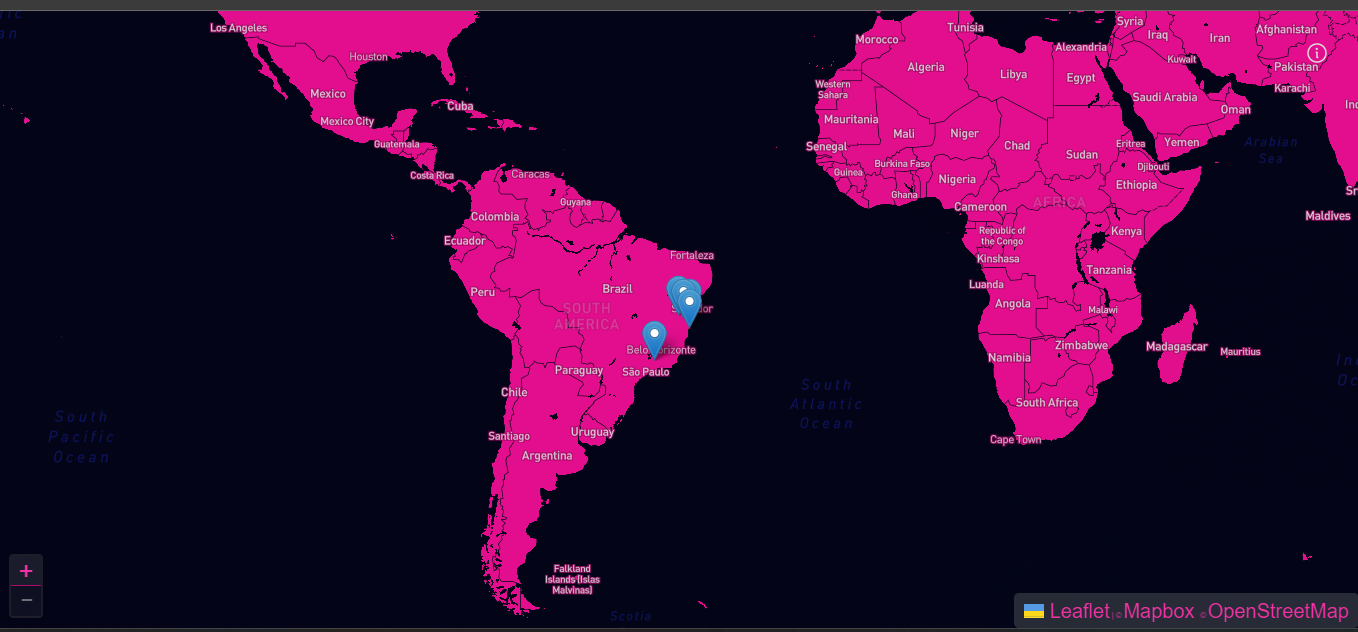 Los Angeles
Houston
Mexico
Cuba
Mexico City
Guatemala
Costa Rica
Caracas
Guyana
Colombia
Ecuador
Fortaleza
Peru
Brazil
SOUTH
AMERICA
São Paulo
Paraguay
Chile
Santiago
Uruguay
Argentina
South
Pacific
Ocean
Falkland
Islands (Islas
Malvinas)
Scotia
South
Atlantic
Ocean
Morocco
Tunisia
Algeria
Libya
Alexandria
Egypt
Syria
Iraq
Iran
Afghanistan
Kuwait
Pakistan
Karachi
Saudi Arabia
Oman
Western
Sahara
Mauritania
Mali
Niger
Chad
Sudan
Eritrea
Yemen
Arabian
Sea
Senegal
Guinea
Burkina Faso
Ghana
Nigeria
Djibouti
Ethiopia
Cameroon
AFRICA
Maldives
Republic of
the Congo
Kenya
Kinshasa
Tanzania
Luanda
Angola
Malawi
Zimbabwe
Madagascar
Mauritius
Namibia
South Africa
Cape Town
+
−
Leaflet | © Mapbox © OpenStreetMap